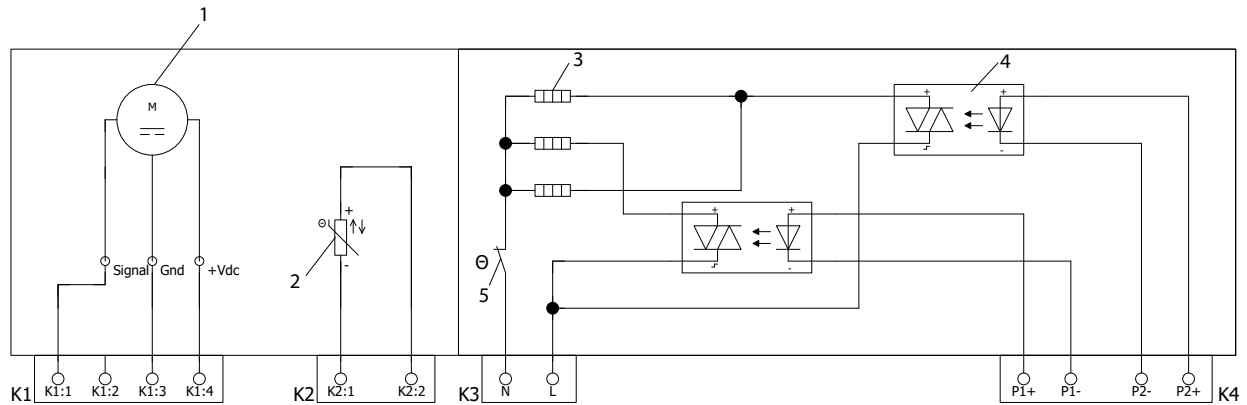 1
3
4
M
+
+
-
Θ
+
-
2
Signal
Gnd
+Vdc
Θ
5
+
+
-
K1
K1:1
K1:2
K1:3
K1:4
K2
K2:1
K2:2
K3
N
L
P1+
P1-
P2-
P2+
K4